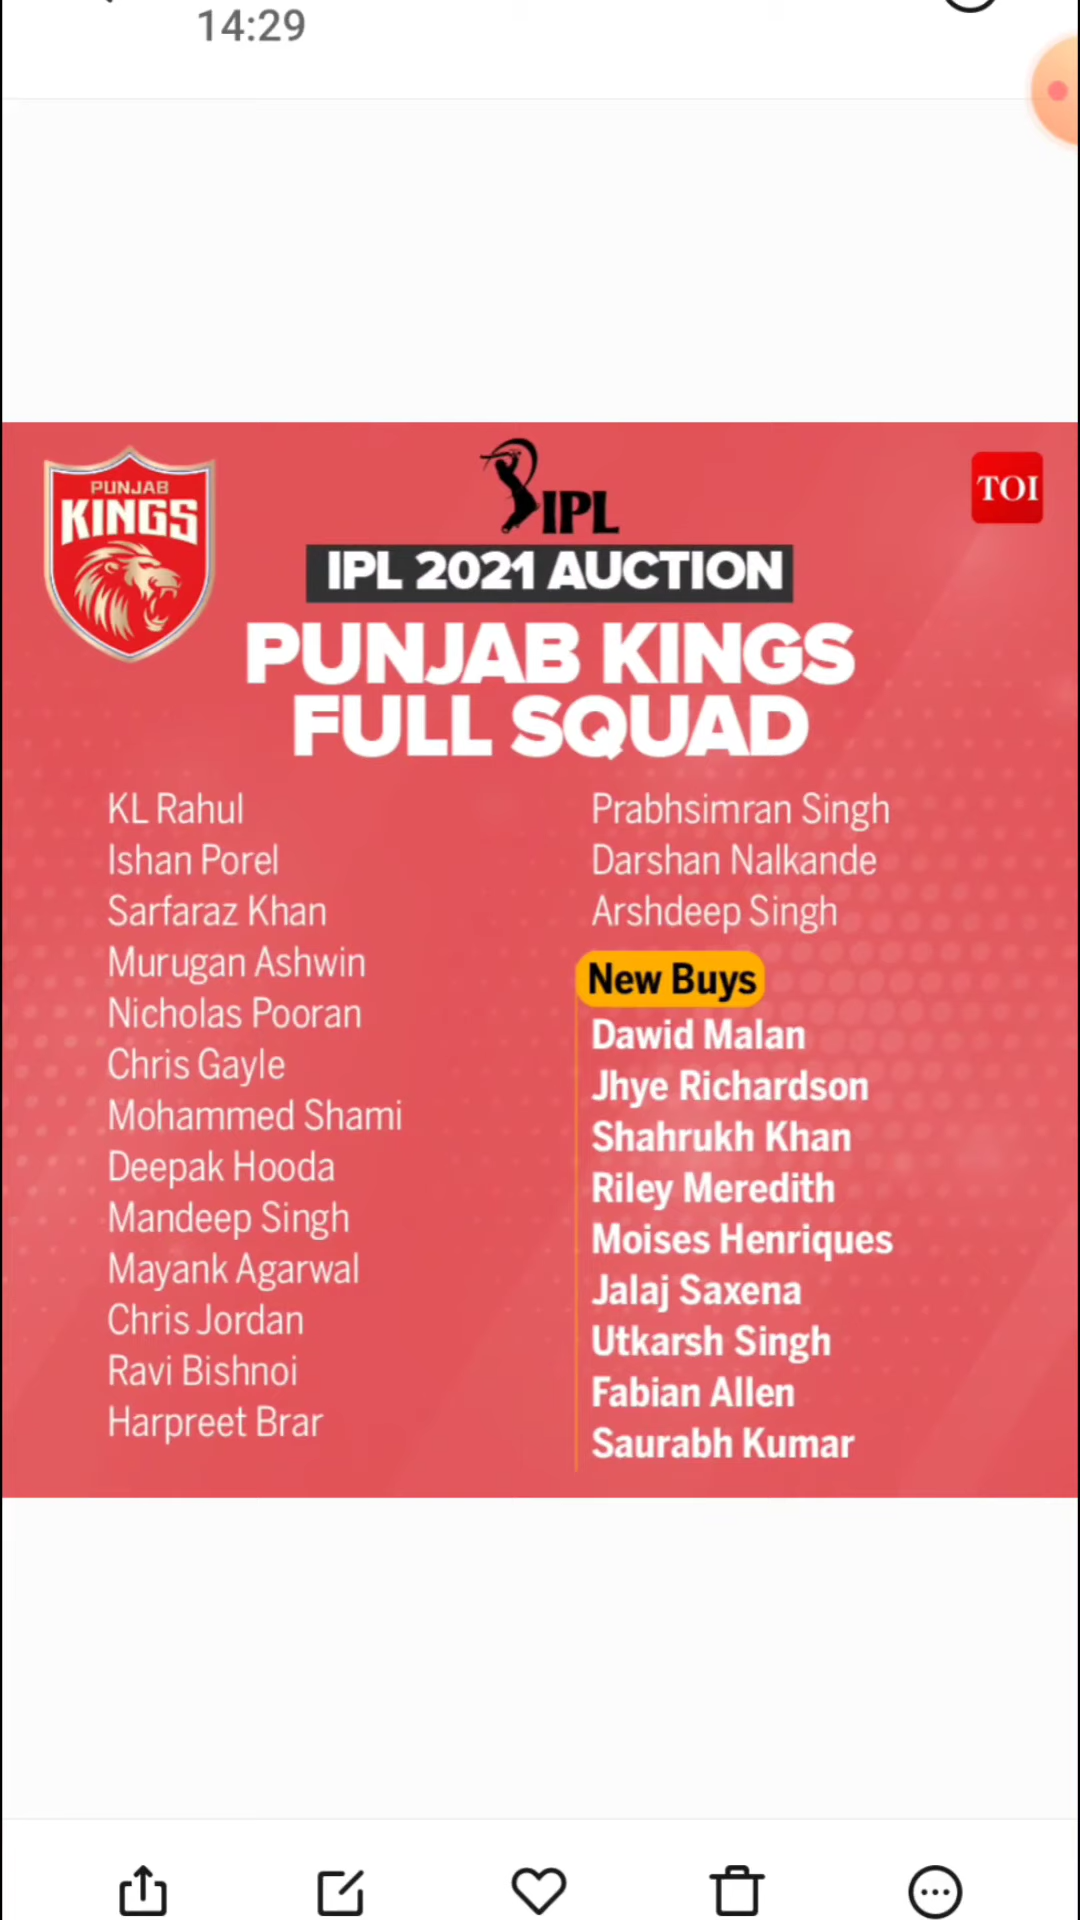 14:29
PUNJAB
KINGS
IPL
TOI
IPL 2021 AUCTION
PUNJAB KINGS
FULL SQUAD
KL Rahul
Ishan Porel
Sarfaraz Khan
Murugan Ashwin
Nicholas Pooran
Chris Gayle
Mohammed Shami
Deepak Hooda
Mandeep Singh
Mayank Agarwal
Chris Jordan
Ravi Bishnoi
Harpreet Brar
Prabhsimran Singh
Darshan Nalkande
Arshdeep Singh
New Buys
Dawid Malan
Jhye Richardson
Shahrukh Khan
Riley Meredith
Moises Henriques
Jalaj Saxena
Utkarsh Singh
Fabian Allen
Saurabh Kumar